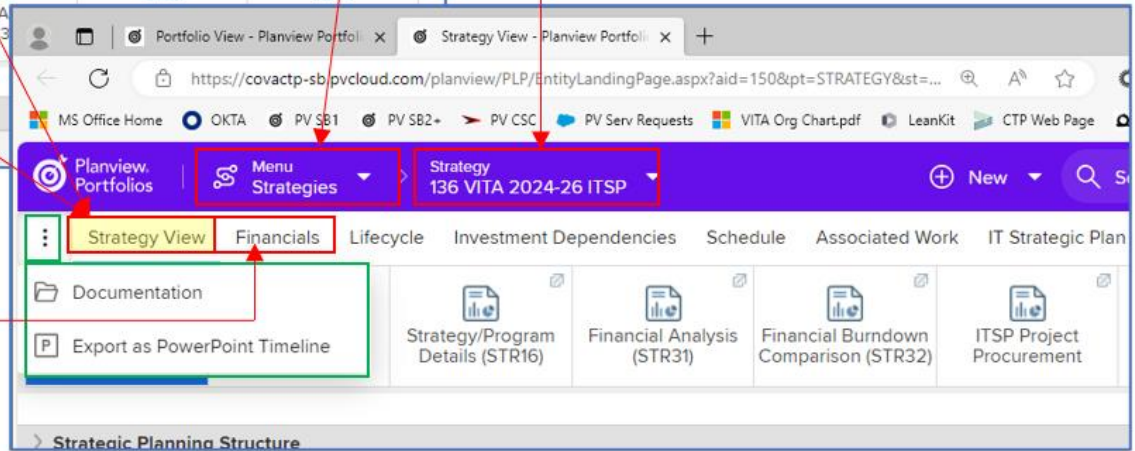 A
3
Portfolio View - Planview Portfoli
Strategy View - Planview Portfoli
https://covactp-sb.pvcloud.com/planview/PLP/EntityLandingPage.aspx?aid=150&pt=STRATEGY&st=...
MS Office Home OKTA PV SB1 PV SB2+ PV CSC PV Serv Requests VITA Org Chart.pdf LeanKit CTP Web Page
Planview. Portfolios
Menu
Strategies
Strategy
136 VITA 2024-26 ITSP
New
Strategy View Financials Lifecycle Investment Dependencies Schedule Associated Work IT Strategic Plan
Documentation
Export as PowerPoint Timeline
Strategy/Program
Details (STR16)
Financial Analysis
(STR31)
Financial Burndown
Comparison (STR32)
ITSP Project
Procurement
Strategic Planning Structure